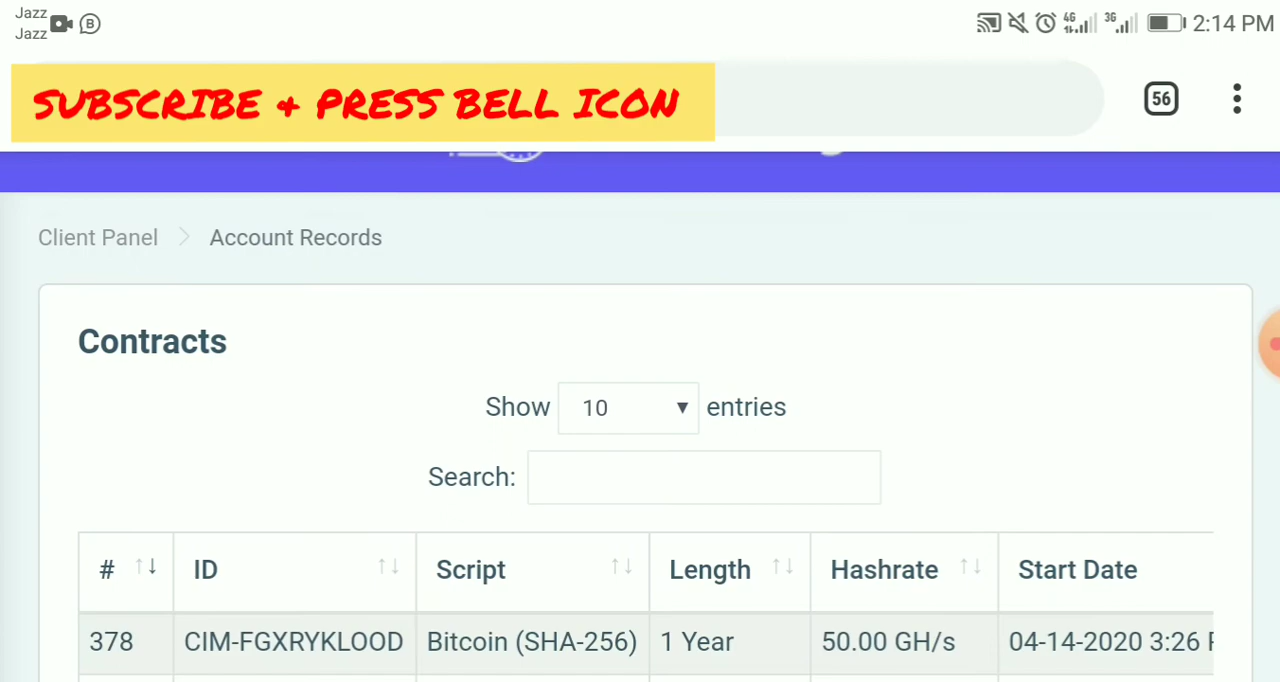 Jazz
Jazz
B 4G 3G 2:14 PM
SUBSCRIBE & PRESS BELL ICON
56
Client Panel Account Records
Contracts
Show 10 entries
Search:
# ID Script Length Hashrate Start Date
378 CIM-FGXRYKLOOD Bitcoin (SHA-256) 1 Year 50.00 GH/s 04-14-2020 3:26